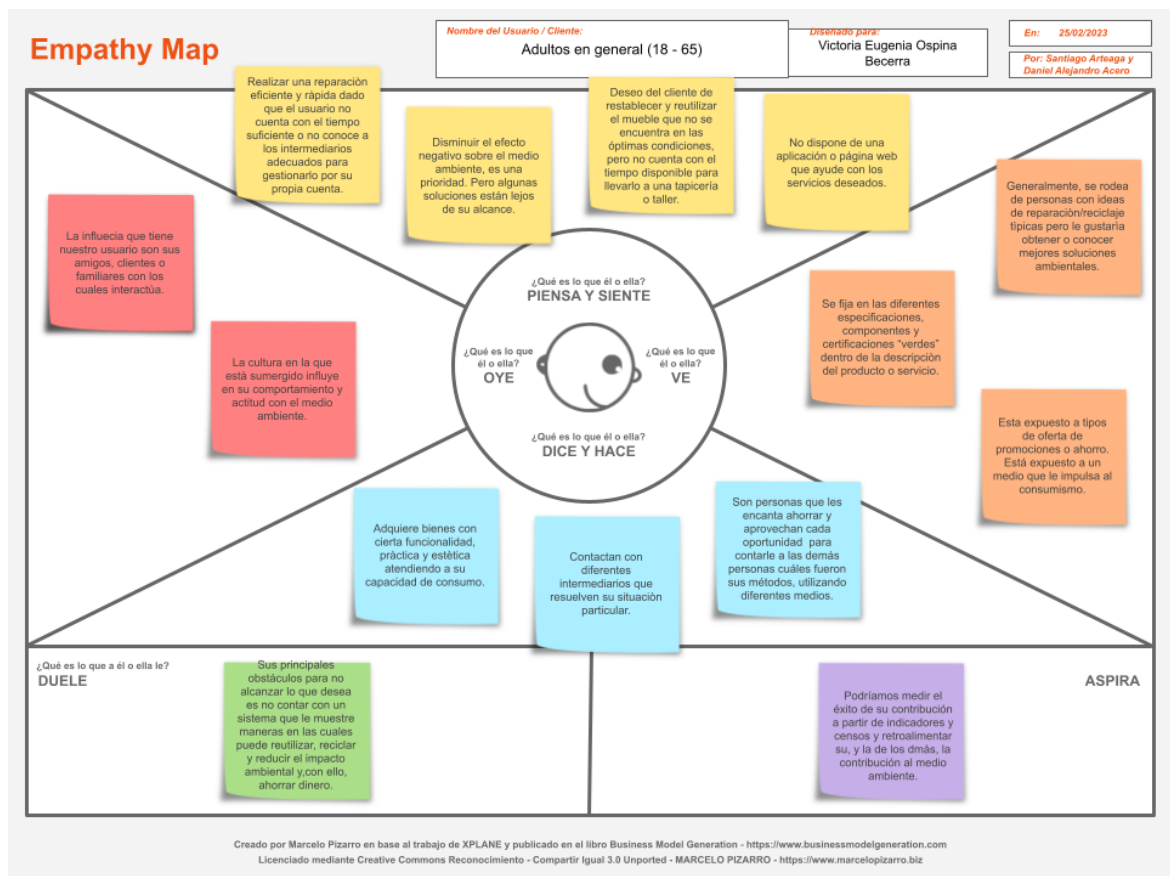 Empathy Map
Nombre del Usuario / Cliente:
Adultos en general (18 - 65)
Diseñado para:
Victoria Eugenia Ospina
Becerra
En: 25/02/2023
Por: Santiago Arteaga y
Daniel Alejandro Acero
Realizar una reparaciòn
eficiente y ràpida dado
que el usuario no
cuenta con el tiempo
suficiente o no conoce a
los intermediarios
adecuados para
gestionarlo por su
propia cuenta.
Disminuir el efecto
negativo sobre el medio
ambiente, es una
prioridad. Pero algunas
soluciones están lejos
de su alcance.
Deseo del cliente de
restablecer y reutilizar
el mueble que no se
encuentra en las
óptimas condiciones,
pero no cuenta con el
tiempo disponible para
llevarlo a una tapicería
o taller.
No dispone de una
aplicación o página web
que ayude con los
servicios deseados.
Generalmente, se rodea
de personas con ideas
de reparación/reciclaje
tìpicas pero le gustarìa
obtener o conocer
mejores soluciones
ambientales.
La influecia que tiene
nuestro usuario son sus
amigos, clientes o
familiares con los
cuales interactúa.
La cultura en la que
està sumergido influye
en su comportamiento y
actitud con el medio
ambiente.
¿Qué es lo que él o ella?
PIENSA Y SIENTE
¿Qué es lo que
él o ella?
OYE
¿Qué es lo que
él o ella?
VE
¿Qué es lo que él o ella?
DICE Y HACE
Se fija en las diferentes
especificaciones,
componentes y
certificaciones “verdes”
dentro de la descripciòn
del producto o servicio.
Esta expuesto a tipos
de oferta de
promociones o ahorro.
Está expuesto a un
medio que le impulsa al
consumismo.
Adquiere bienes con
cierta funcionalidad,
pràctica y estètica
atendiendo a su
capacidad de consumo.
Contactan con
diferentes
intermediarios que
resuelven su situaciòn
particular.
Son personas que les
encanta ahorrar y
aprovechan cada
oportunidad para
contarle a las demás
personas cuáles fueron
sus métodos, utilizando
diferentes medios.
¿Qué es lo que a él o ella le?
DUELE
Sus principales
obstáculos para no
alcanzar lo que desea
es no contar con un
sistema que le muestre
maneras en las cuales
puede reutilizar, reciclar
y reducir el impacto
ambiental y,con ello,
ahorrar dinero.
ASPIRA
Podríamos medir el
éxito de su contribución
a partir de indicadores
y censos y retroalimentar
su, y la de los dmàs, la
contribución al medio
ambiente.
Creado por Marcelo Pizarro en base al trabajo de XPLANE y publicado en el libro Business Model Generation - https://www.businessmodelgeneration.com
Licenciado mediante Creative Commons Reconocimiento - Compartir Igual 3.0 Unported - MARCELO PIZARRO - https://www.marcelopizarro.biz